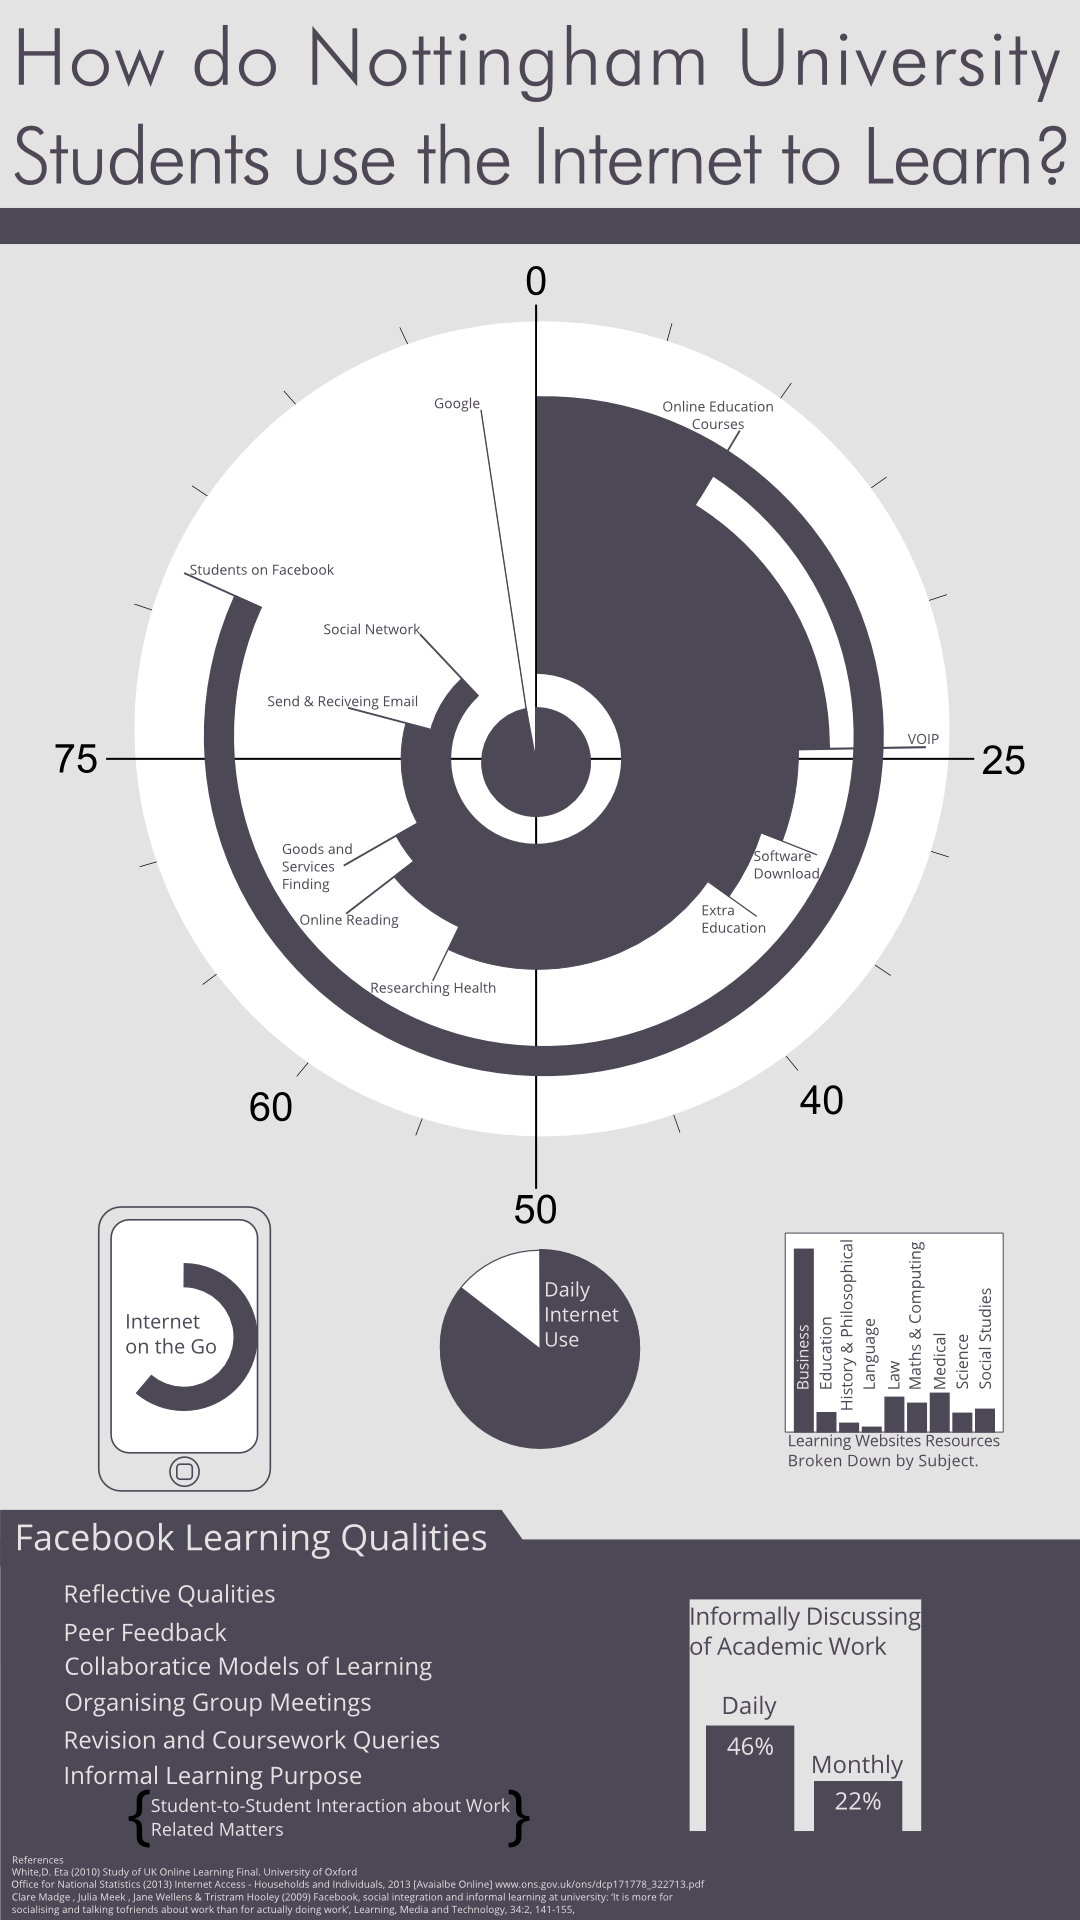 How do Nottingham University
Students use the Internet to Learn?
0
Google
Online Education
Courses
Students on Facebook
Social Network
Send & Reciveing Email
VOIP
75
25
Goods and
Services
Finding
Software
Download
Online Reading
Extra
Education
Researching Health
60
40
50
Internet
on the Go
Daily
Internet
Use
Business
Education
History & Philosophical
Language
Law
Maths & Computing
Medical
Science
Social Studies
Learning Websites Resources
Broken Down by Subject.
Facebook Learning Qualities
Reflective Qualities
Peer Feedback
Collaboratice Models of Learning
Organising Group Meetings
Revision and Coursework Queries
Informal Learning Purpose
{Student-to-Student Interaction about Work
Related Matters}
Informally Discussing
of Academic Work
Daily
46%
Monthly
22%
References
White,D. Eta (2010) Study of UK Online Learning Final. University of Oxford
Office for National Statistics (2013) Internet Access - Households and Individuals, 2013 [Avaialbe Online] www.ons.gov.uk/ons/dcp171778_322713.pdf
Clare Madge , Julia Meek , Jane Wellens & Tristram Hooley (2009) Facebook, social integration and informal learning at university: 'It is more for
socialising and talking tofriends about work than for actually doing work', Learning, Media and Technology, 34:2, 141-155,